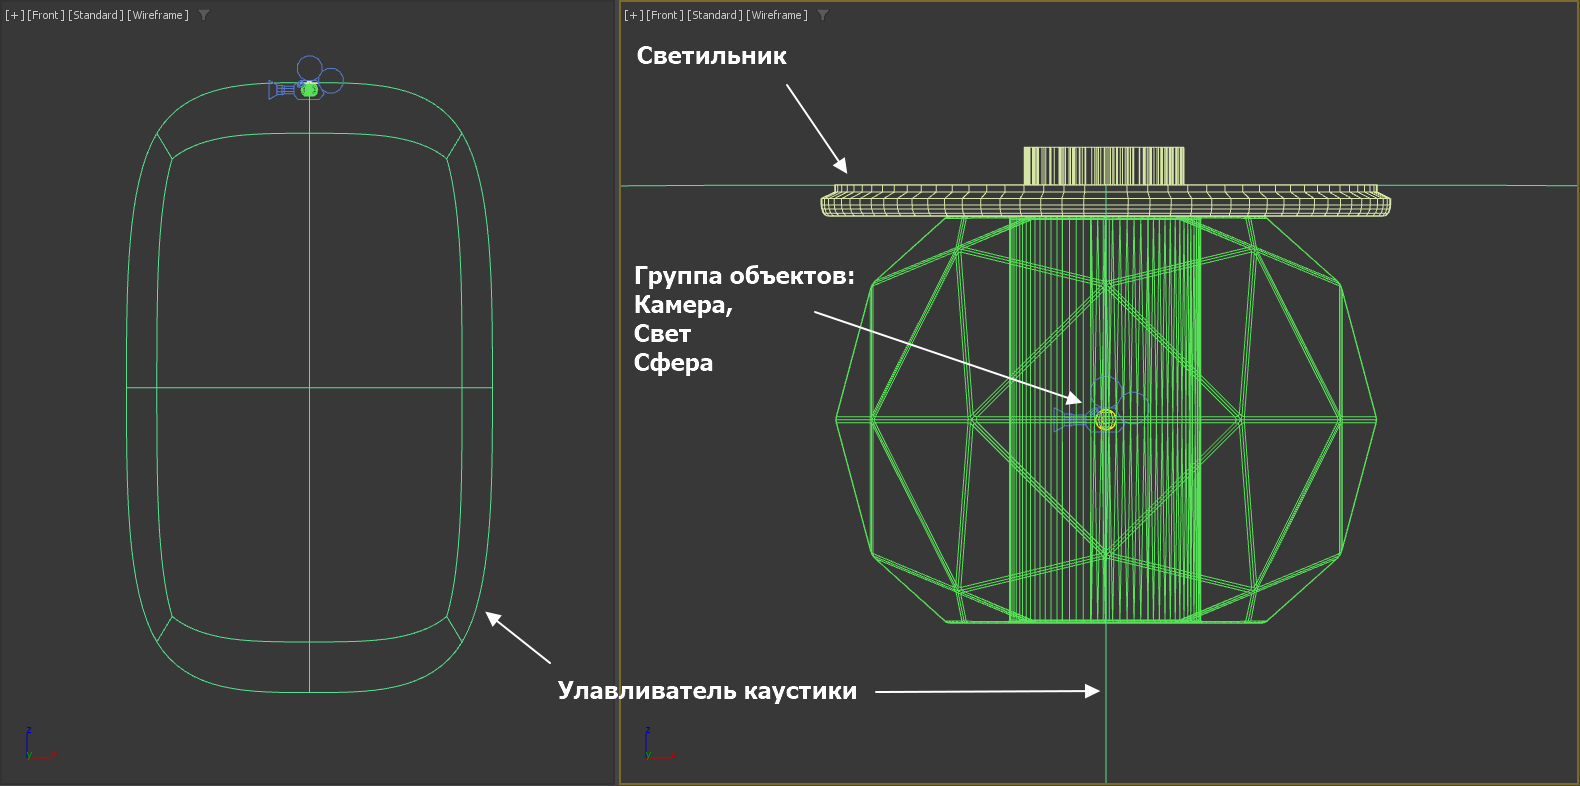 [+] [Front] [Standard] [Wireframe]
[+] [Front] [Standard] [Wireframe]
Светильник
Группа объектов:
Камера,
Свет
Сфера
Улавливатель каустики
z
y
x
z
y
x